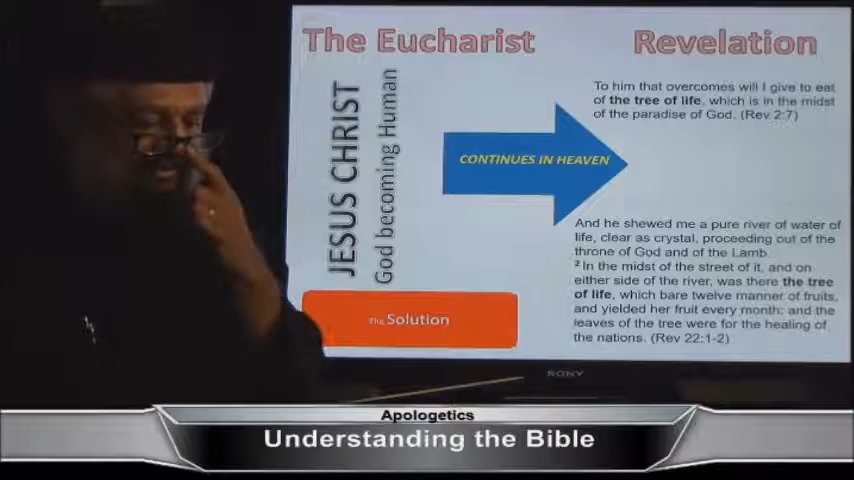 The Eucharist
Revelation
JESUS CHRIST
God becoming Human
CONTINUES IN HEAVEN
The Solution
To him that overcomes will I give to eat
of the tree of life, which is in the midst
of the paradise of God. (Rev 2:7)
And he shewed me a pure river of water of
life, clear as crystal, proceeding out of the
throne of God and of the Lamb.
2 In the midst of the street of it, and on
either side of the river, was there the tree
of life, which bare twelve manner of fruits,
and yielded her fruit every month: and the
leaves of the tree were for the healing of
the nations. (Rev 22:1-2)
SONY
Apologetics
Understanding the Bible